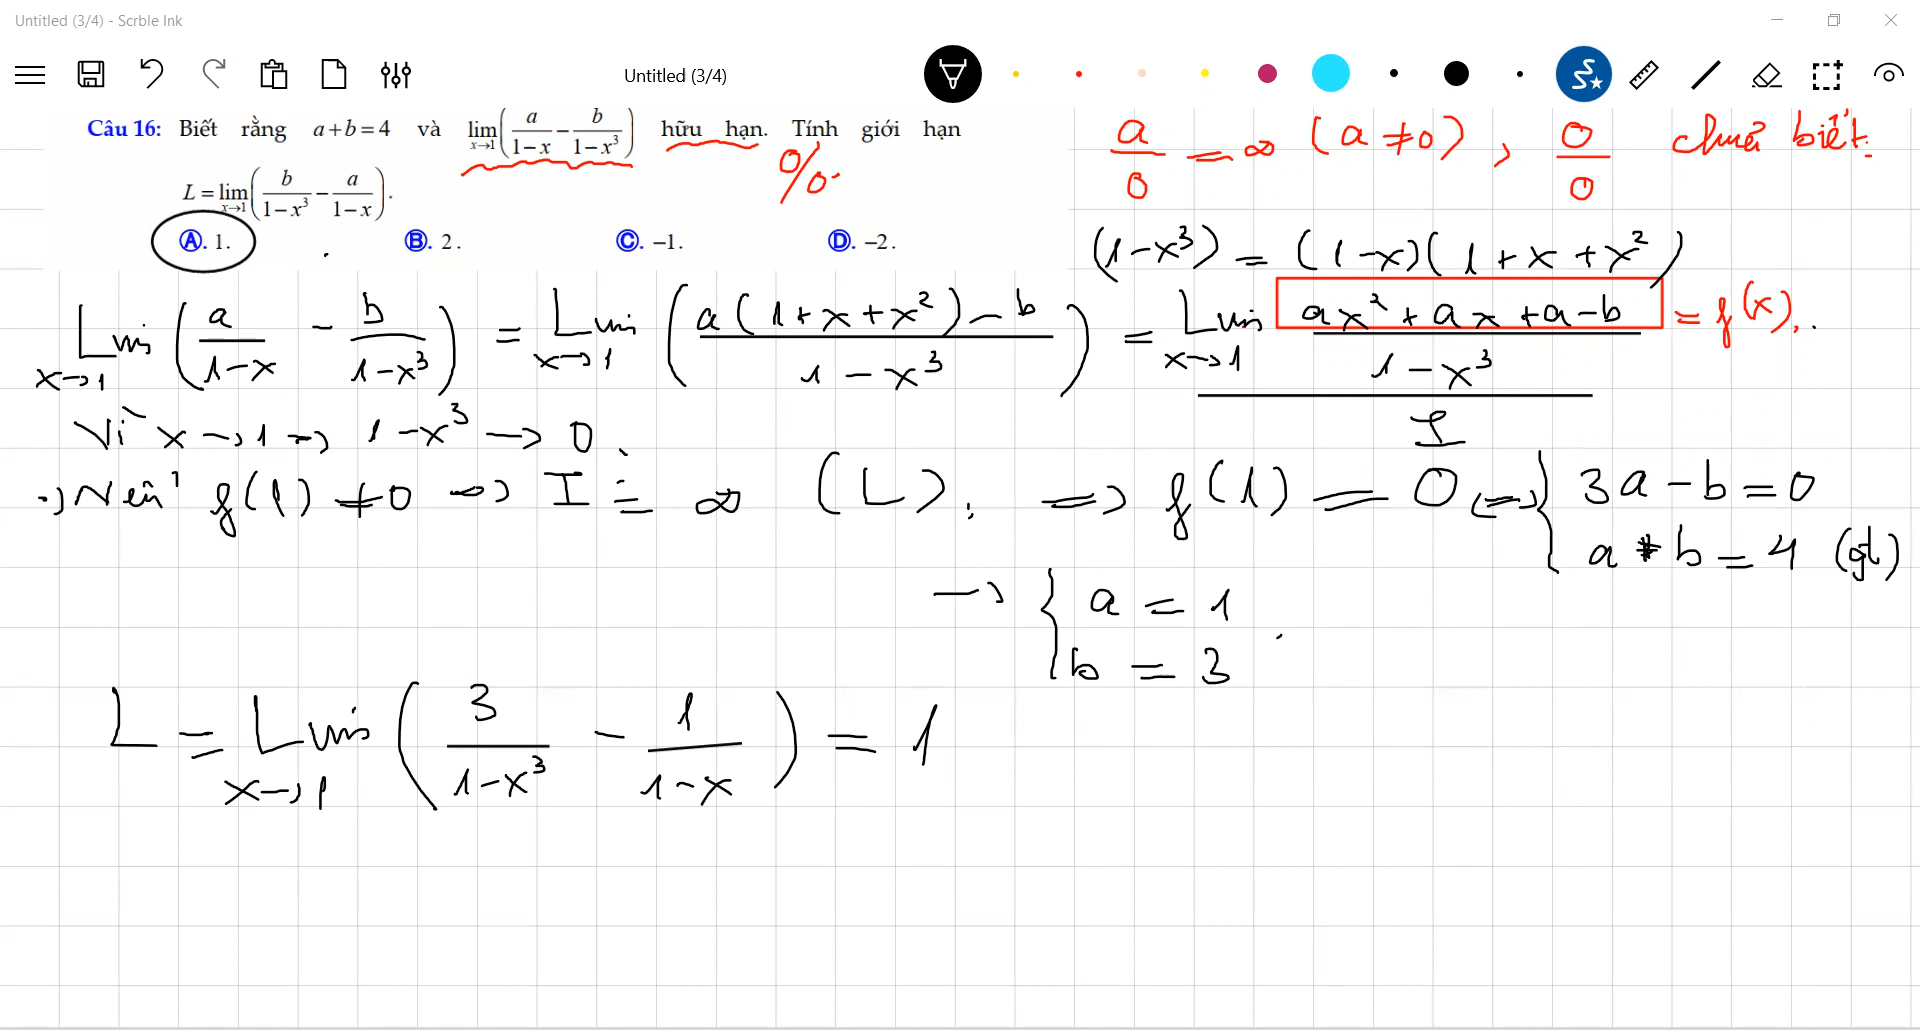 Untitled (3/4) - Scrble Ink
Untitled (3/4)
Câu 16: Biết rằng a+b=4 và lim x→1 (a/(1−x) − b/(1−x³)) hữu hạn. Tính giới hạn
%
L = lim x→1 (b/(1−x³) − a/(1−x)).
A. 1. B. 2. C. −1. D. −2.
a/0 = ∞ (a ≠ 0), 0/0 chưa biết.
(1−x³) = (1−x)(1+x+x²)
Lim x→1 (a/(1−x) − b/(1−x³)) = Lim x→1 ((a(1+x+x²) − b)/(1−x³)) = Lim x→1 (ax²+ax+a−b)/(1−x³) = f(x).
I
Vì x→1 → 1−x³ → 0.
→ Nếu f(1) ≠ 0 → I = ∞ (L). ⇒ f(1) = 0 ⇔ { 3a − b = 0
a + b = 4 (gt)
→ { a = 1
b = 3
L = Lim x→1 (3/(1−x³) − 1/(1−x)) = 1